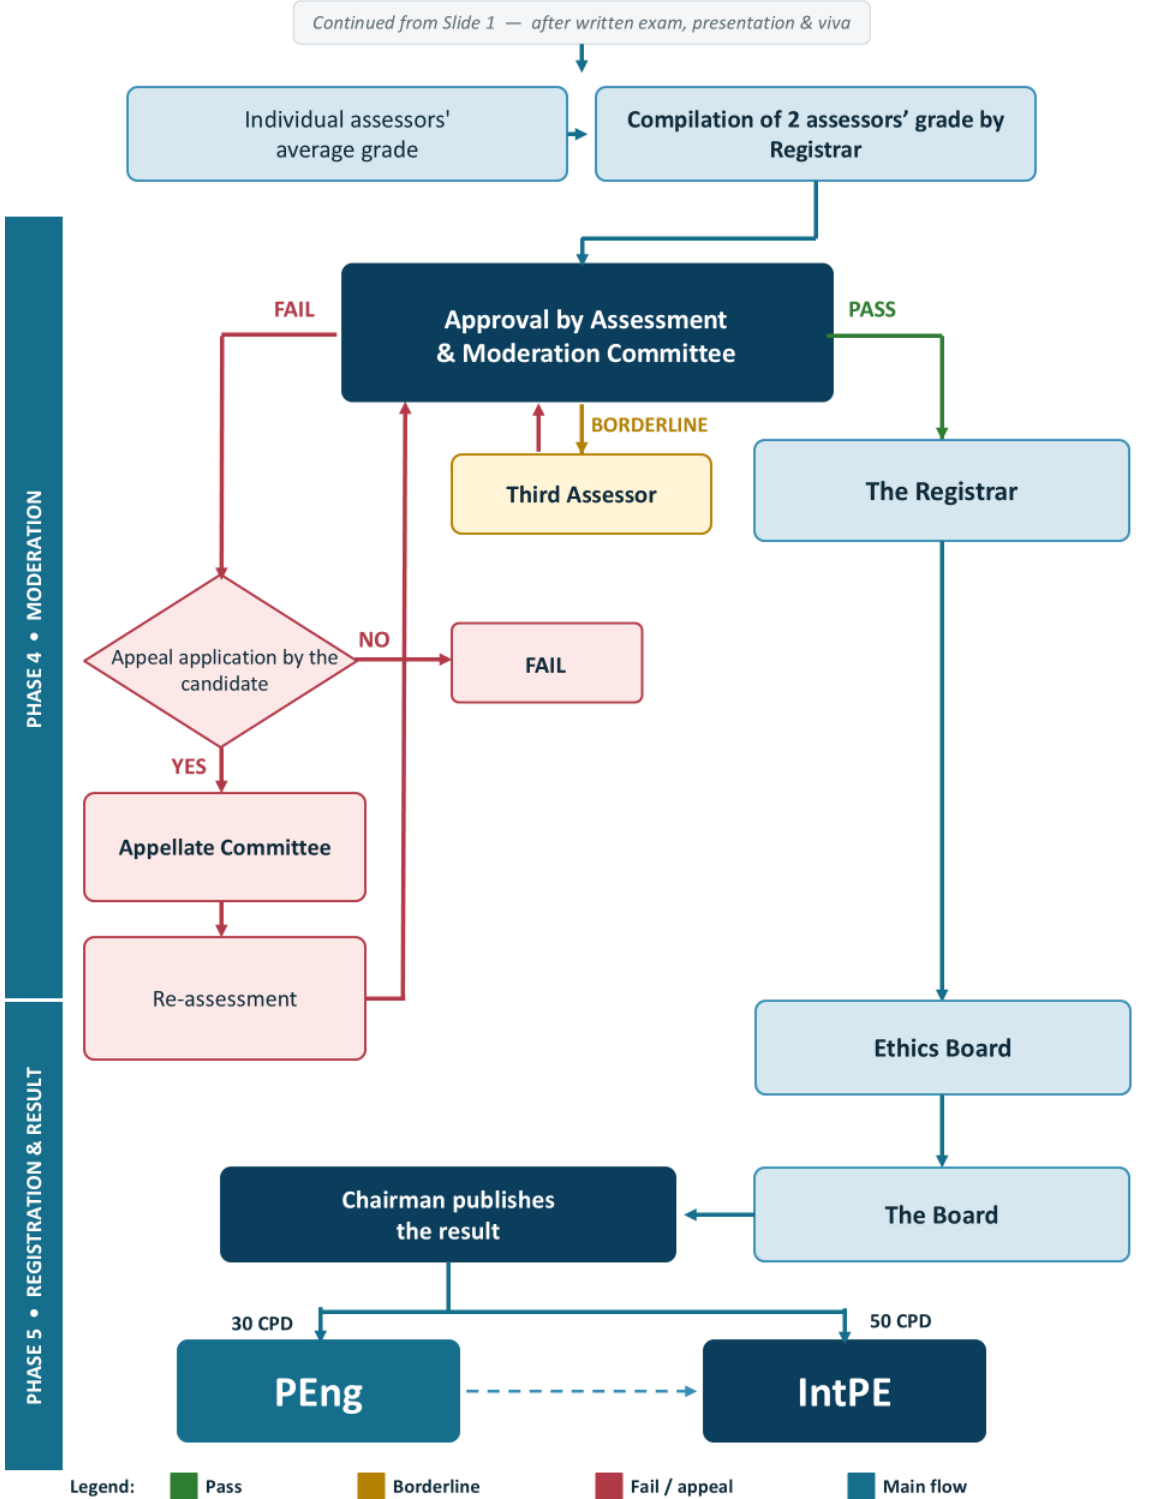 Continued from Slide 1 — after written exam, presentation & viva
Individual assessors'
average grade
Compilation of 2 assessors’ grade by
Registrar
FAIL
Approval by Assessment
& Moderation Committee
PASS
BORDERLINE
Third Assessor
The Registrar
PHASE 4 • MODERATION
Appeal application by the
candidate
NO
FAIL
YES
Appellate Committee
Re-assessment
PHASE 5 • REGISTRATION & RESULT
Ethics Board
The Board
Chairman publishes
the result
30 CPD
50 CPD
PEng
IntPE
Legend:
Pass
Borderline
Fail / appeal
Main flow